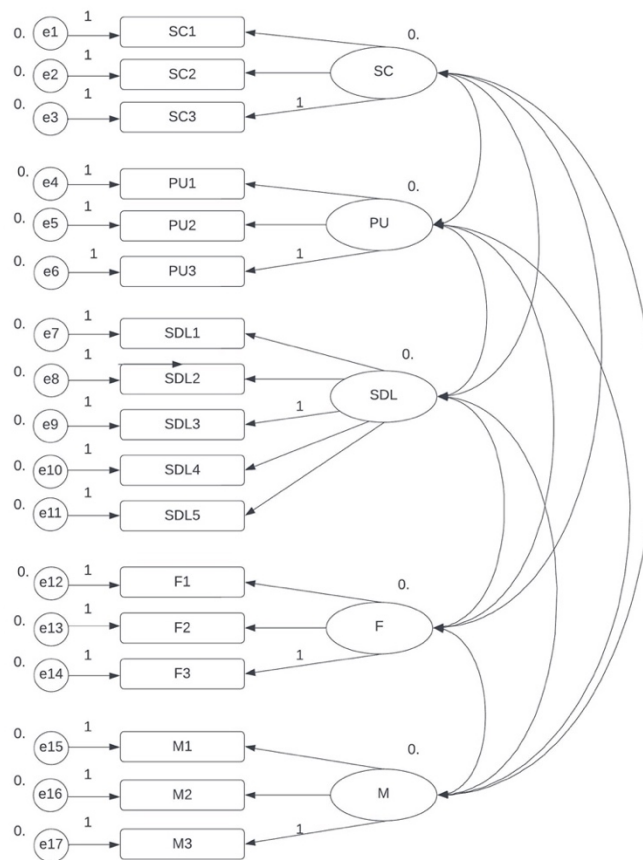 0. e1 1 SC1 0.
0. e2 1 SC2 SC
0. e3 1 SC3 1
0. e4 1 PU1 0.
0. e5 1 PU2 PU
0. e6 1 PU3 1
0. e7 1 SDL1 0.
0. e8 1 SDL2 SDL
0. e9 1 SDL3 1
0. e10 1 SDL4
0. e11 1 SDL5
0. e12 1 F1 0.
0. e13 1 F2 F
0. e14 1 F3 1
0. e15 1 M1 0.
0. e16 1 M2 M
0. e17 1 M3 1